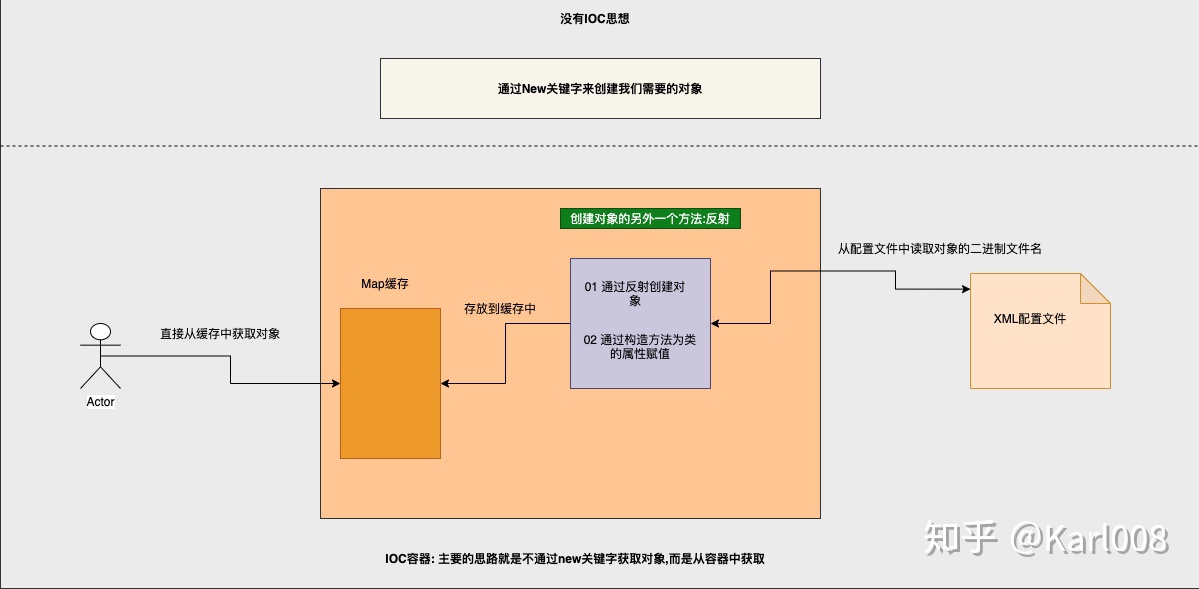 没有IOC思想
通过New关键字来创建我们需要的对象
创建对象的另外一个方法:反射
从配置文件中读取对象的二进制文件名
Map缓存
01 通过反射创建对
象
存放到缓存中
XML配置文件
直接从缓存中获取对象
02 通过构造方法为类
的属性赋值
Actor
知乎 @Karl008
IOC容器: 主要的思路就是不通过new关键字获取对象,而是从容器中获取